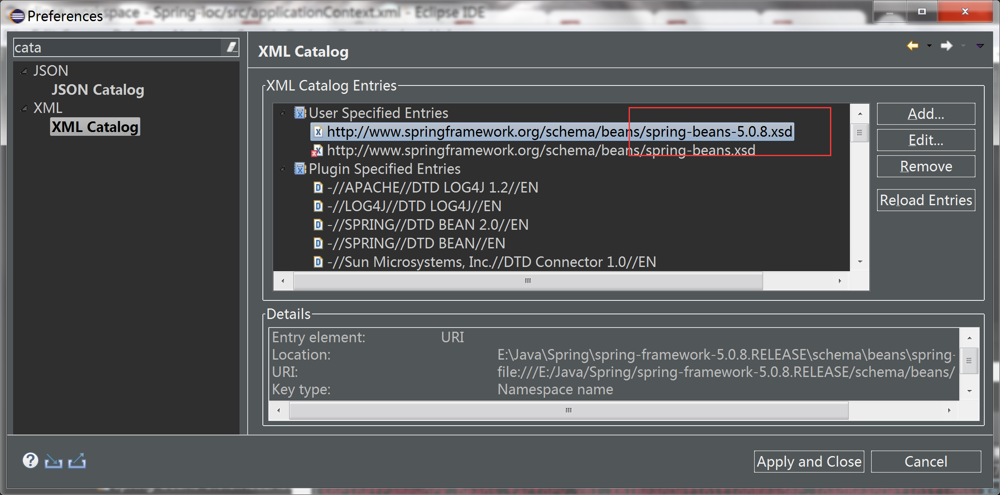 Preferences
space - Spring-ioc/src/applicationContext.xml - Eclipse IDE
cata
JSON
JSON Catalog
XML
XML Catalog
XML Catalog
XML Catalog Entries
User Specified Entries
http://www.springframework.org/schema/beans/spring-beans-5.0.8.xsd
http://www.springframework.org/schema/beans/spring-beans.xsd
Plugin Specified Entries
-//APACHE//DTD LOG4J 1.2//EN
-//LOG4J//DTD LOG4J//EN
-//SPRING//DTD BEAN 2.0//EN
-//SPRING//DTD BEAN//EN
-//Sun Microsystems, Inc.//DTD Connector 1.0//EN
Add...
Edit...
Remove
Reload Entries
Details
Entry element: URI
Location: E:\Java\Spring\spring-framework-5.0.8.RELEASE\schema\beans\spring-
URI: file:///E:/Java/Spring/spring-framework-5.0.8.RELEASE/schema/beans/
Key type: Namespace name
Apply and Close
Cancel